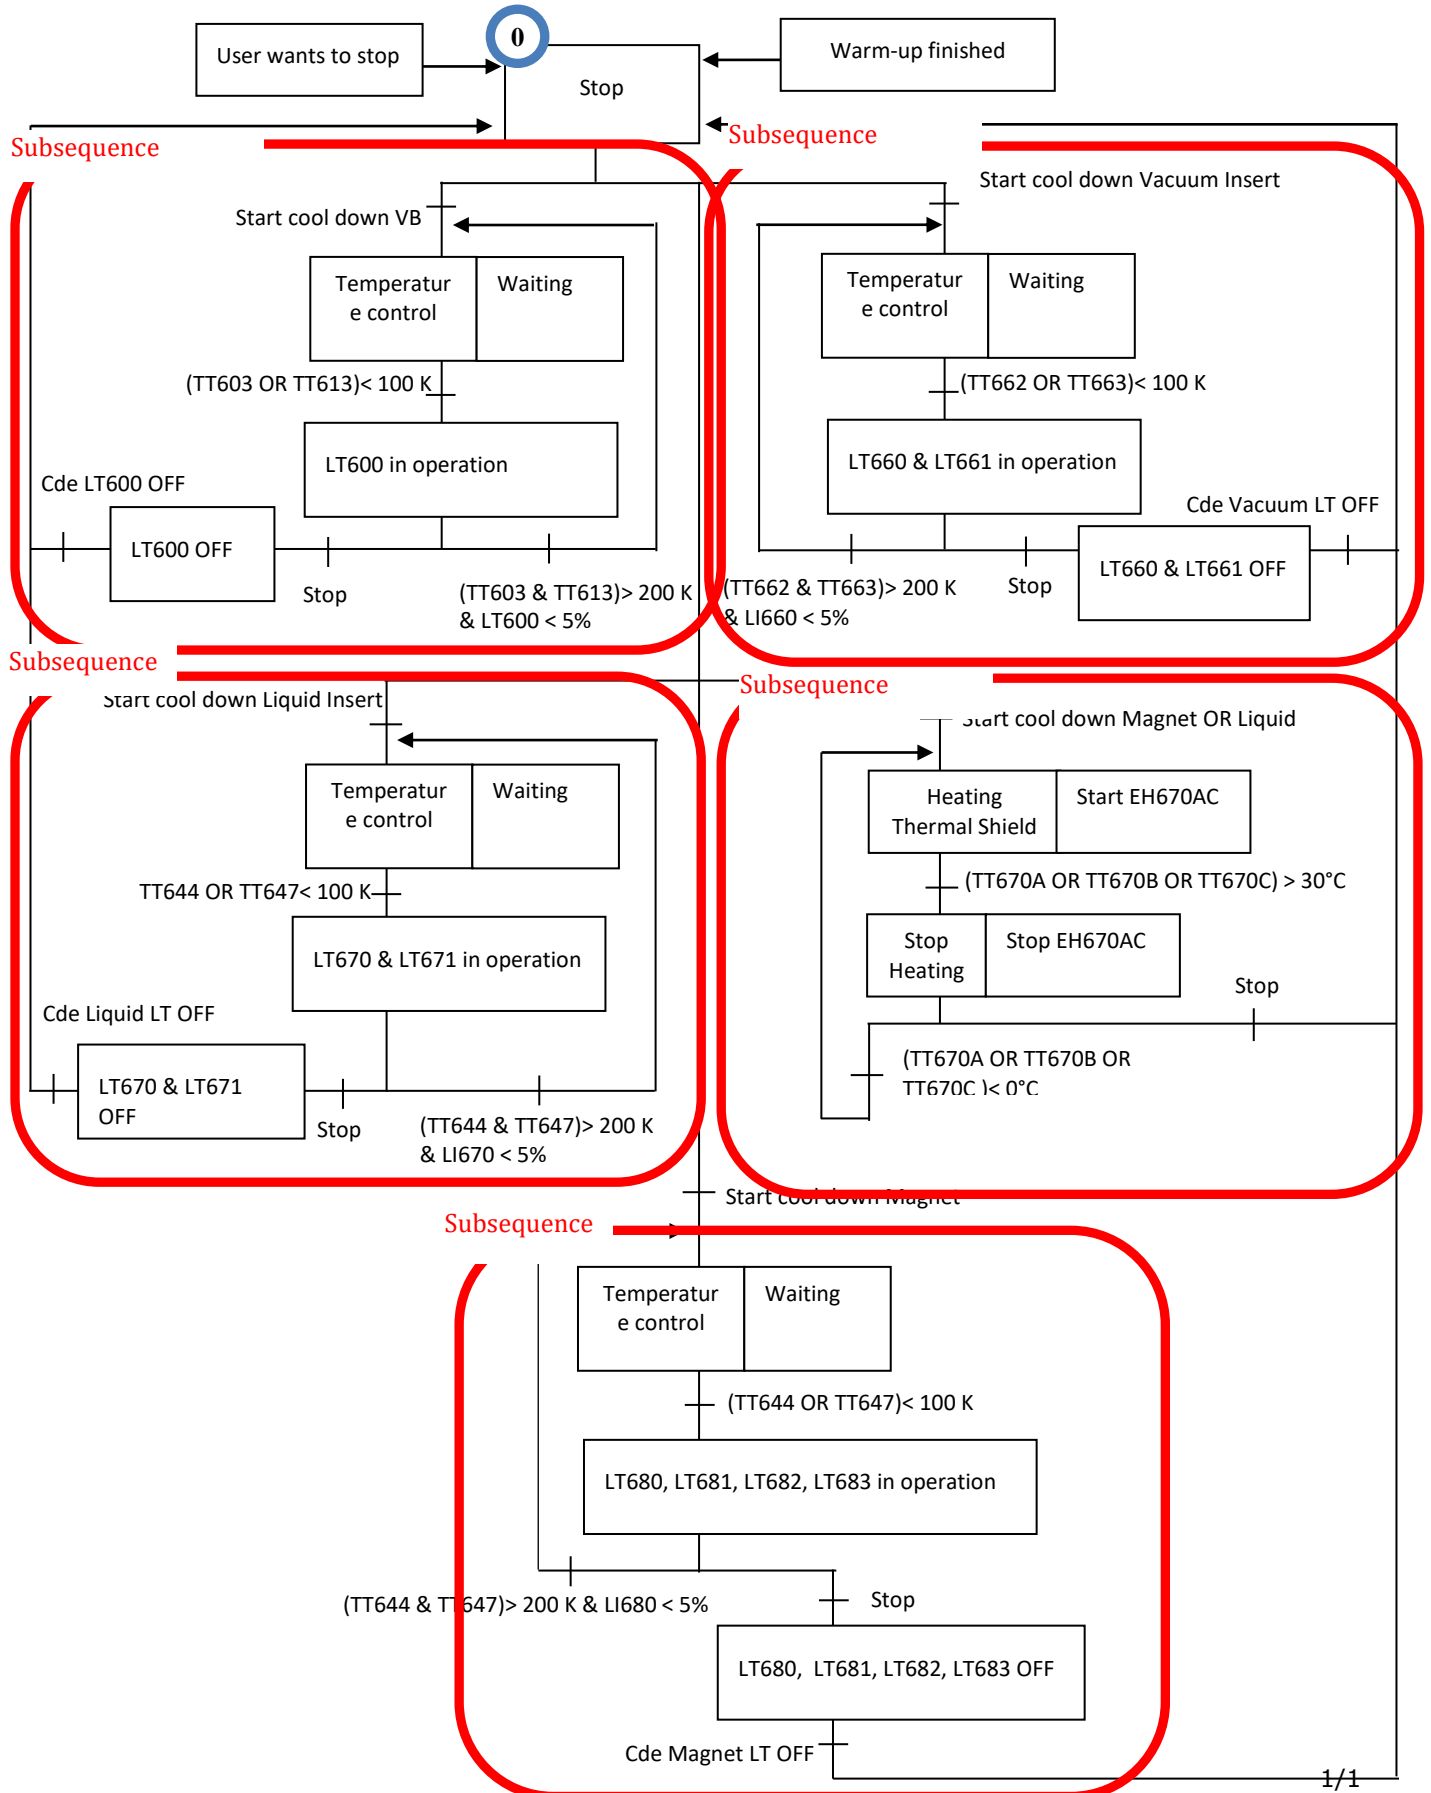 0
User wants to stop
Warm-up finished
Stop
Subsequence
Subsequence
Start cool down Vacuum Insert
Start cool down VB
Temperatur
e control
Waiting
Temperatur
e control
Waiting
(TT603 OR TT613)< 100 K
(TT662 OR TT663)< 100 K
LT600 in operation
LT660 & LT661 in operation
Cde LT600 OFF
Cde Vacuum LT OFF
LT600 OFF
LT660 & LT661 OFF
Stop
(TT603 & TT613)> 200 K
& LT600 < 5%
(TT662 & TT663)> 200 K
& LI660 < 5%
Stop
Subsequence
Subsequence
Start cool down Liquid Insert
Start cool down Magnet OR Liquid
Temperatur
e control
Waiting
Heating
Thermal Shield
Start EH670AC
TT644 OR TT647< 100 K
(TT670A OR TT670B OR TT670C) > 30°C
LT670 & LT671 in operation
Stop
Heating
Stop EH670AC
Stop
Cde Liquid LT OFF
LT670 & LT671
OFF
Stop
(TT644 & TT647)> 200 K
& LI670 < 5%
(TT670A OR TT670B OR
TT670C )< 0°C
Start cool down Magnet
Subsequence
Temperatur
e control
Waiting
(TT644 OR TT647)< 100 K
LT680, LT681, LT682, LT683 in operation
(TT644 & TT647)> 200 K & LI680 < 5%
Stop
LT680,  LT681, LT682, LT683 OFF
Cde Magnet LT OFF
1/1